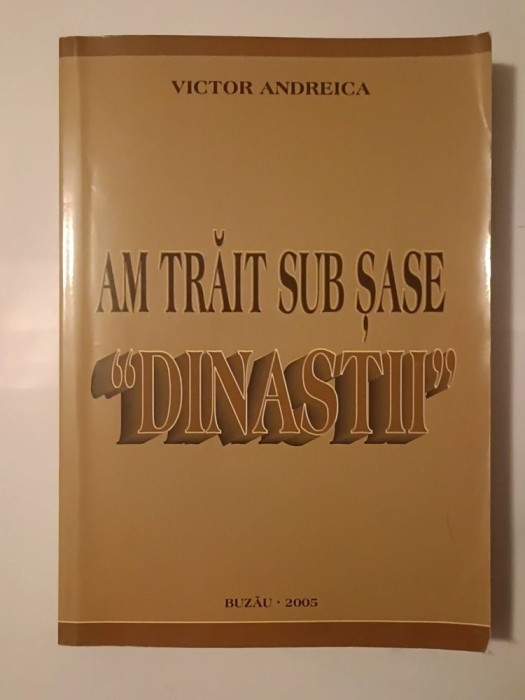 VICTOR ANDREICA
AM TRĂIT SUB ȘASE
"DINASTII"
BUZĂU · 2005